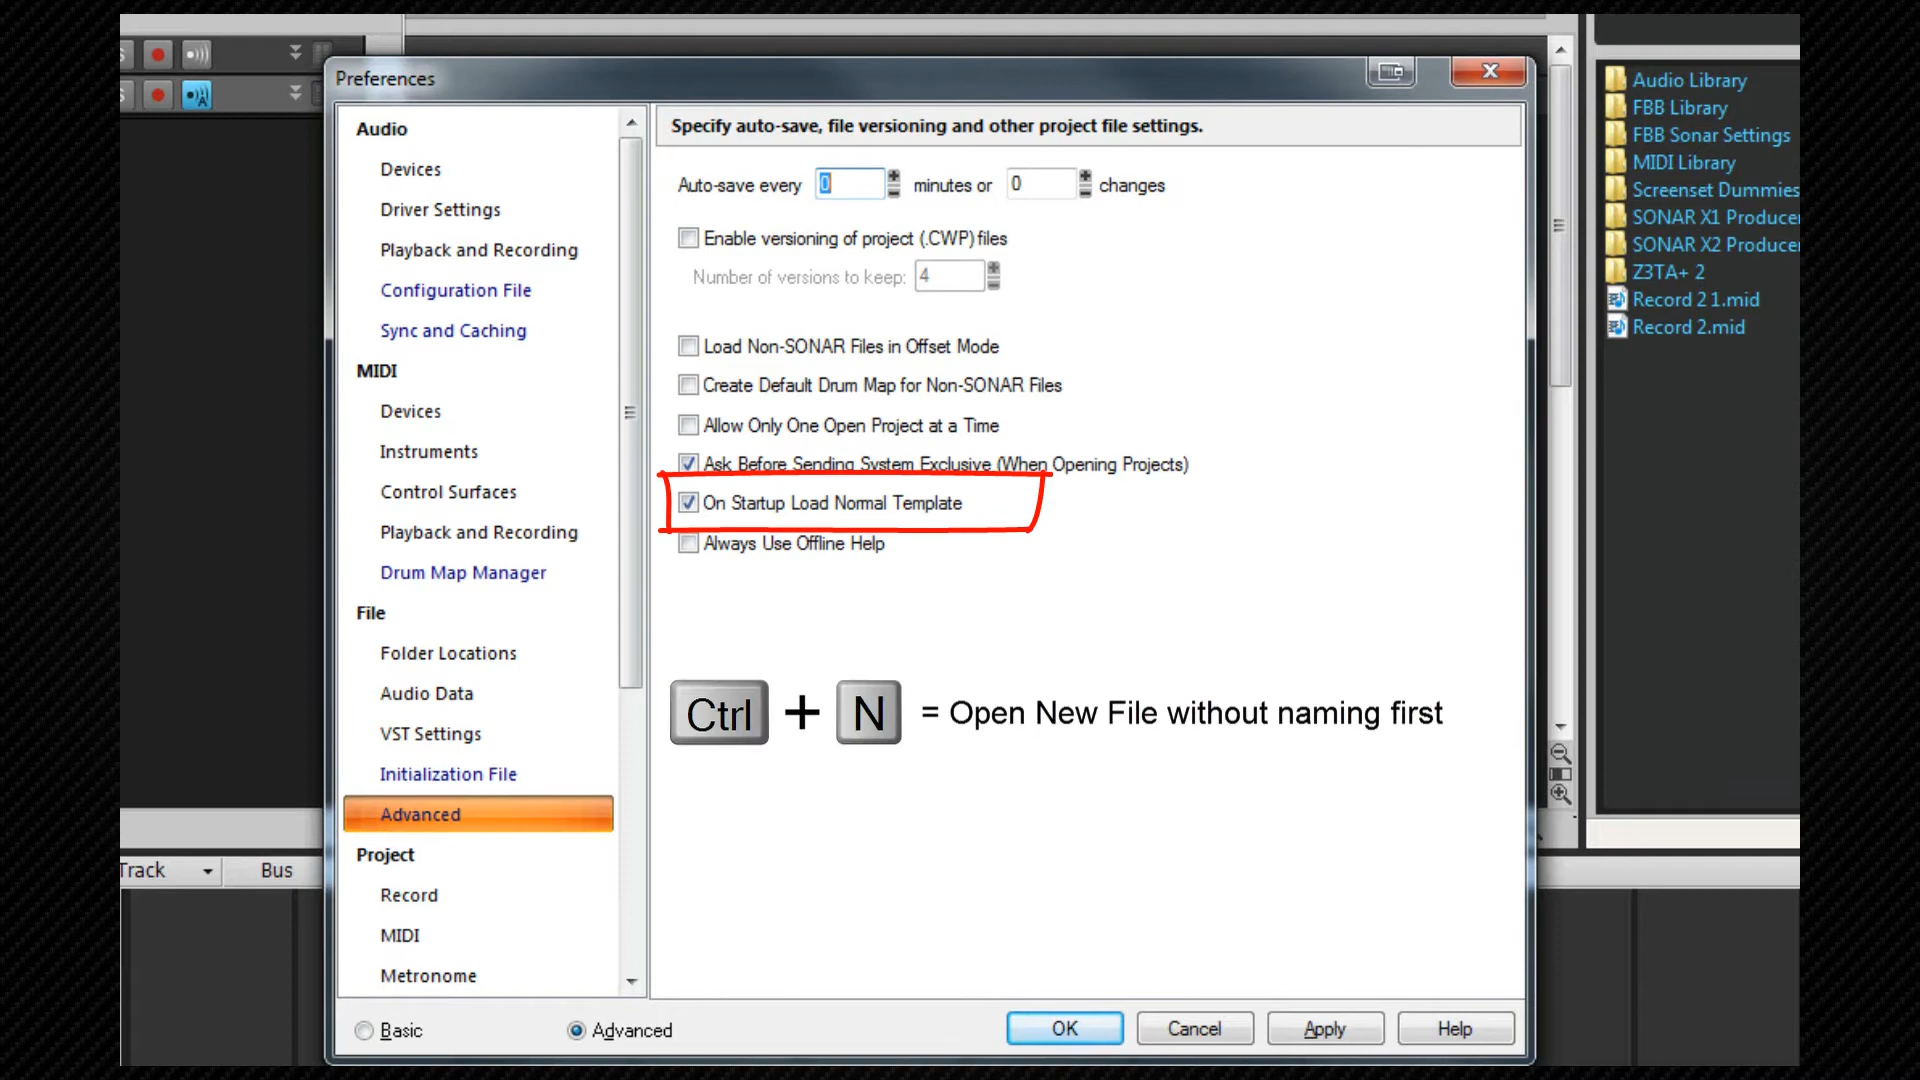 Preferences
Audio
Devices
Driver Settings
Playback and Recording
Configuration File
Sync and Caching
MIDI
Devices
Instruments
Control Surfaces
Playback and Recording
Drum Map Manager
File
Folder Locations
Audio Data
VST Settings
Initialization File
Advanced
Project
Record
MIDI
Metronome
Basic
Advanced
Specify auto-save, file versioning and other project file settings.
Auto-save every 0 minutes or 0 changes
Enable versioning of project (.CWP) files
Number of versions to keep: 4
Load Non-SONAR Files in Offset Mode
Create Default Drum Map for Non-SONAR Files
Allow Only One Open Project at a Time
Ask Before Sending System Exclusive (When Opening Projects)
On Startup Load Normal Template
Always Use Offline Help
Ctrl + N = Open New File without naming first
OK
Cancel
Apply
Help
Audio Library
FBB Library
FBB Sonar Settings
MIDI Library
Screenset Dummies
SONAR X1 Producer
SONAR X2 Producer
Z3TA+ 2
Record 2 1.mid
Record 2.mid
Track
Bus